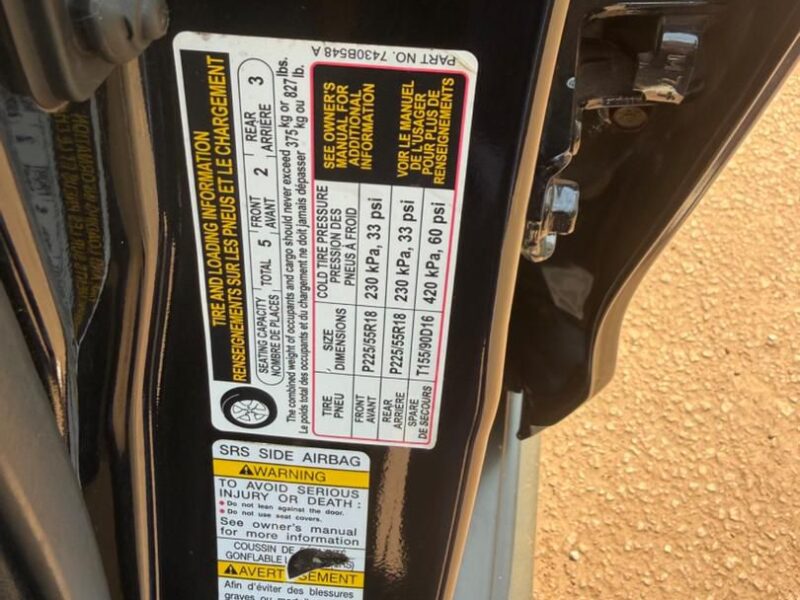 PART NO. 7430B548 A
TIRE AND LOADING INFORMATION
RENSEIGNEMENTS SUR LES PNEUS ET LE CHARGEMENT
SEATING CAPACITY
NOMBRE DE PLACES
TOTAL 5
FRONT
AVANT
2
REAR
ARRIÈRE
3
The combined weight of occupants and cargo should never exceed 375 kg or 827 lbs.
Le poids total des occupants et du chargement ne doit jamais dépasser kg ou lb.
TIRE
PNEU
SIZE
DIMENSIONS
COLD TIRE PRESSURE
PRESSION DES
PNEUS À FROID
SEE OWNER'S
MANUAL FOR
ADDITIONAL
INFORMATION
FRONT
AVANT
P225/55R18
230 kPa, 33 psi
REAR
ARRIERE
P225/55R18
230 kPa, 33 psi
VOIR LE MANUEL
DE L'USAGER
POUR PLUS DE
RENSEIGNEMENTS
SPARE
DE SECOURS
T155/90D16
420 kPa, 60 psi
SRS SIDE AIRBAG
WARNING
TO AVOID SERIOUS
INJURY OR DEATH:
Do not lean against the door.
Do not use seat covers.
See owner's manual
for more information
COUSSIN DE
GONFLABLE
Afin d'éviter des blessures
graves ou